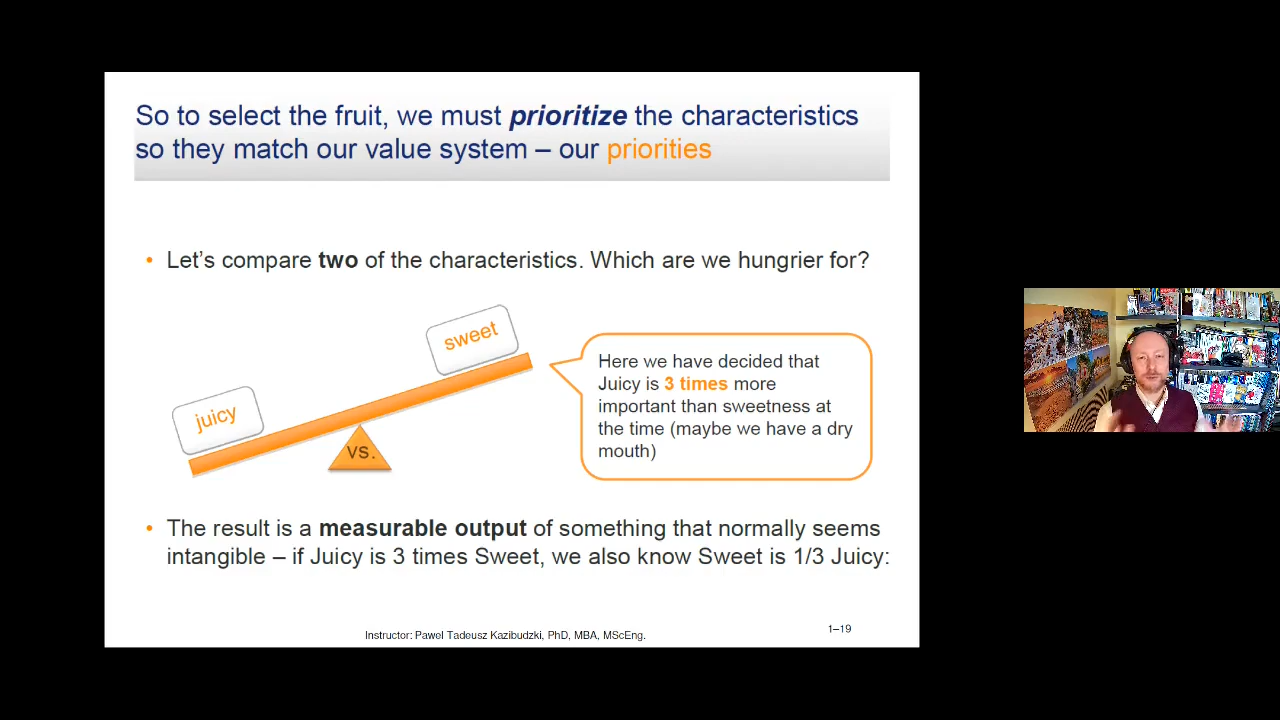 So to select the fruit, we must prioritize the characteristics
so they match our value system – our priorities
• Let's compare two of the characteristics. Which are we hungrier for?
sweet
juicy
vs.
Here we have decided that
Juicy is 3 times more
important than sweetness at
the time (maybe we have a dry
mouth)
• The result is a measurable output of something that normally seems
intangible – if Juicy is 3 times Sweet, we also know Sweet is 1/3 Juicy:
Instructor: Pawel Tadeusz Kazibudzki, PhD, MBA, MScEng.
1–19